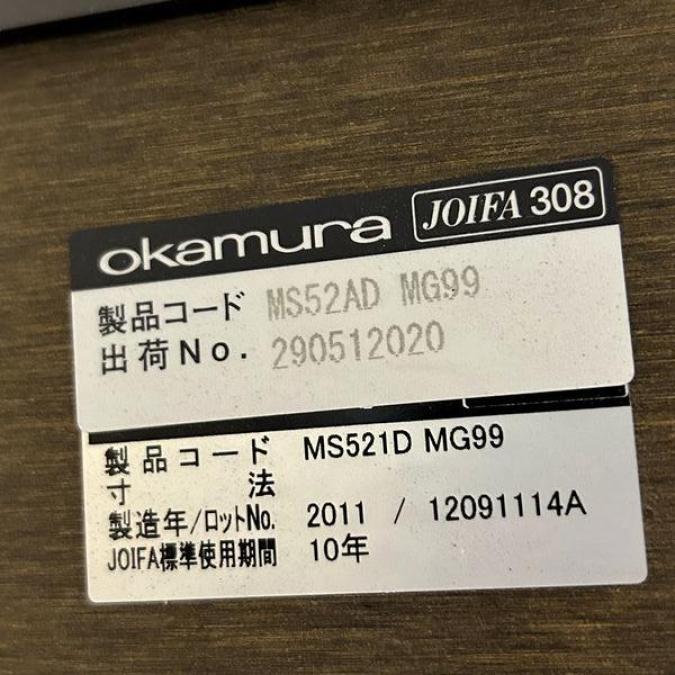 okamura JOIFA 308
製品コード MS52AD MG99
出荷No. 290512020
製品コード MS521D MG99
寸法
製造年/ロットNo. 2011 / 12091114A
JOIFA標準使用期間 10年